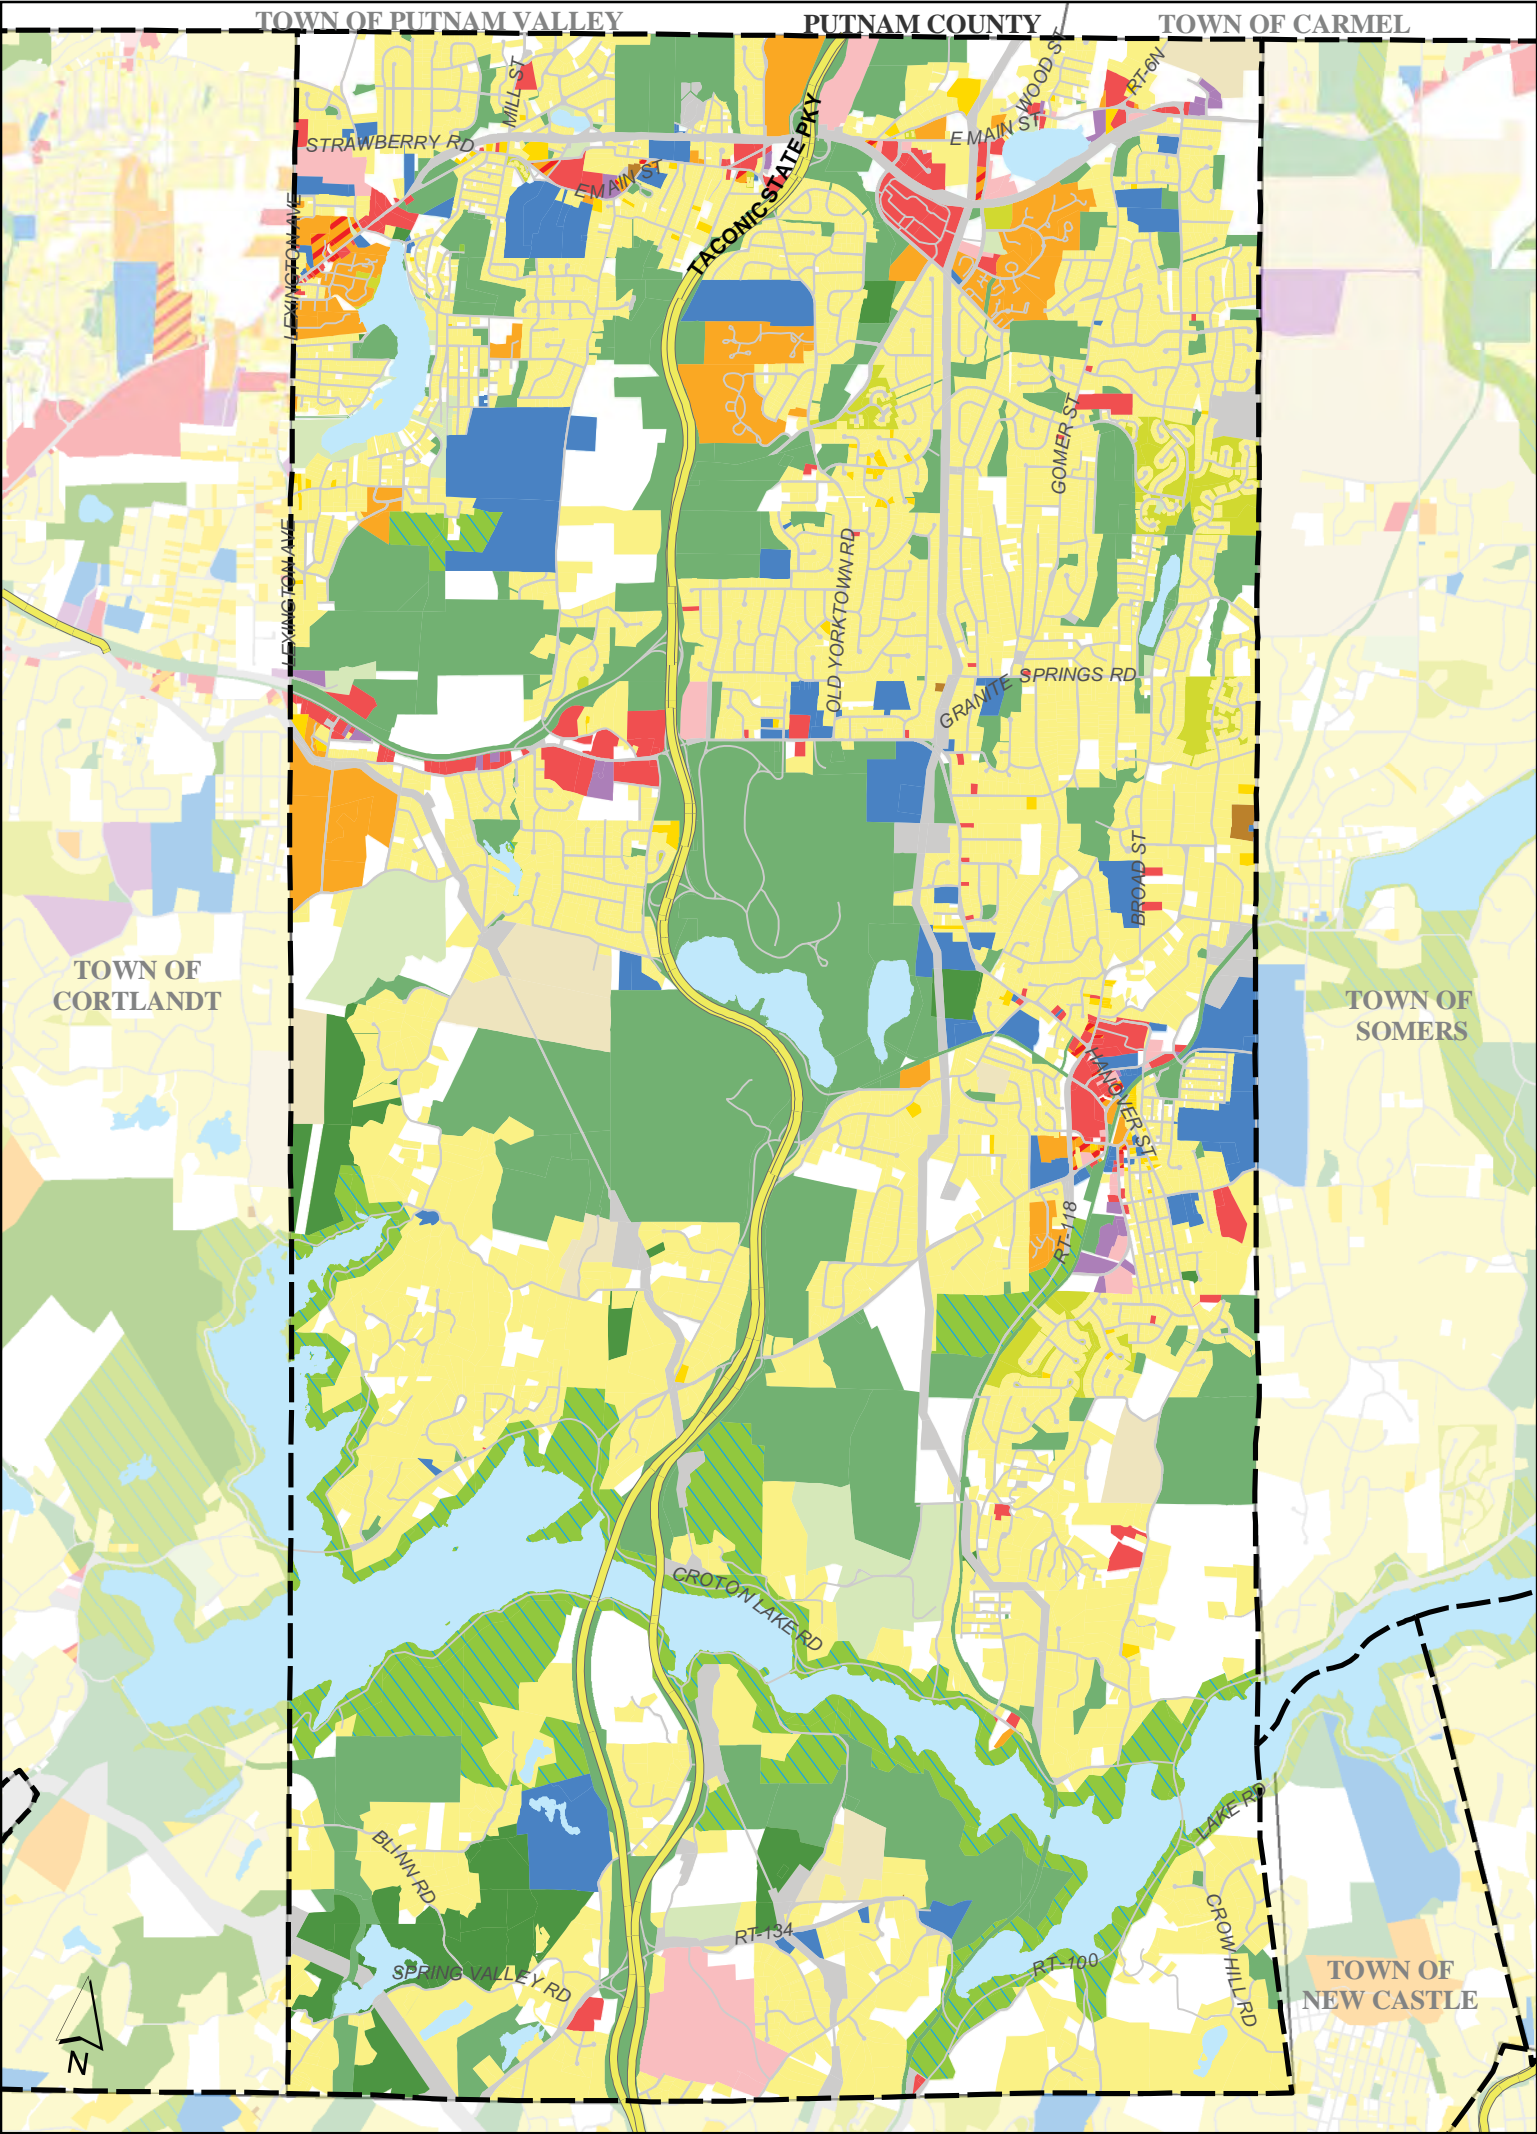 TOWN OF PUTNAM VALLEY
PUTNAM COUNTY
TOWN OF CARMEL
MILL ST
WOOD ST
RT-6N
STRAWBERRY RD
E MAIN ST
E MAIN ST
TACONIC STATE PKY
LEXINGTON AVE
GOMER ST
LEXINGTON AVE
OLD YORKTOWN RD
GRANITE SPRINGS RD
BROAD ST
TOWN OF
CORTLANDT
TOWN OF
SOMERS
HANOVER ST
RT-118
CROTON LAKE RD
LAKE RD
BLINN RD
CROW HILL RD
RT-134
RT-100
SPRING VALLEY RD
TOWN OF
NEW CASTLE
N